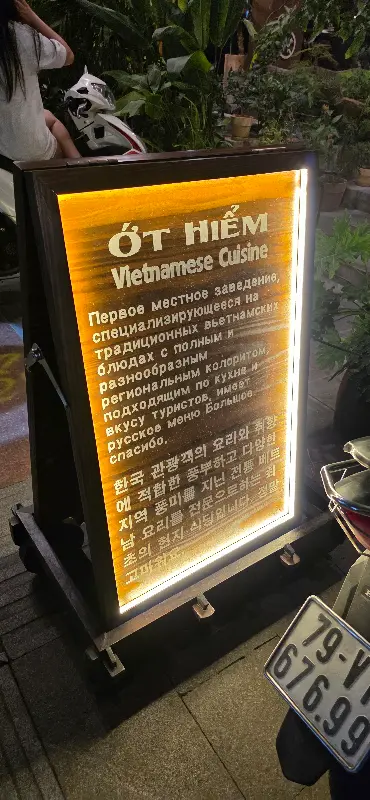 ỚT HIỂM
Vietnamese Cuisine
Первое местное заведение,
специализирующееся на
традиционных вьетнамских
блюдах с полным и
разнообразным
региональным колоритом,
подходящим по кухне и
вкусу туристов, имеет
русское меню Большое
спасибо.
한국 관광객의 요리와 취향
에 적합한 풍부하고 다양한
지역 풍미를 지닌 전통 베트
남 요리를 전문으로하는 최
초의 현지 식당입니다. 정말
고마워요.
79-
676.99